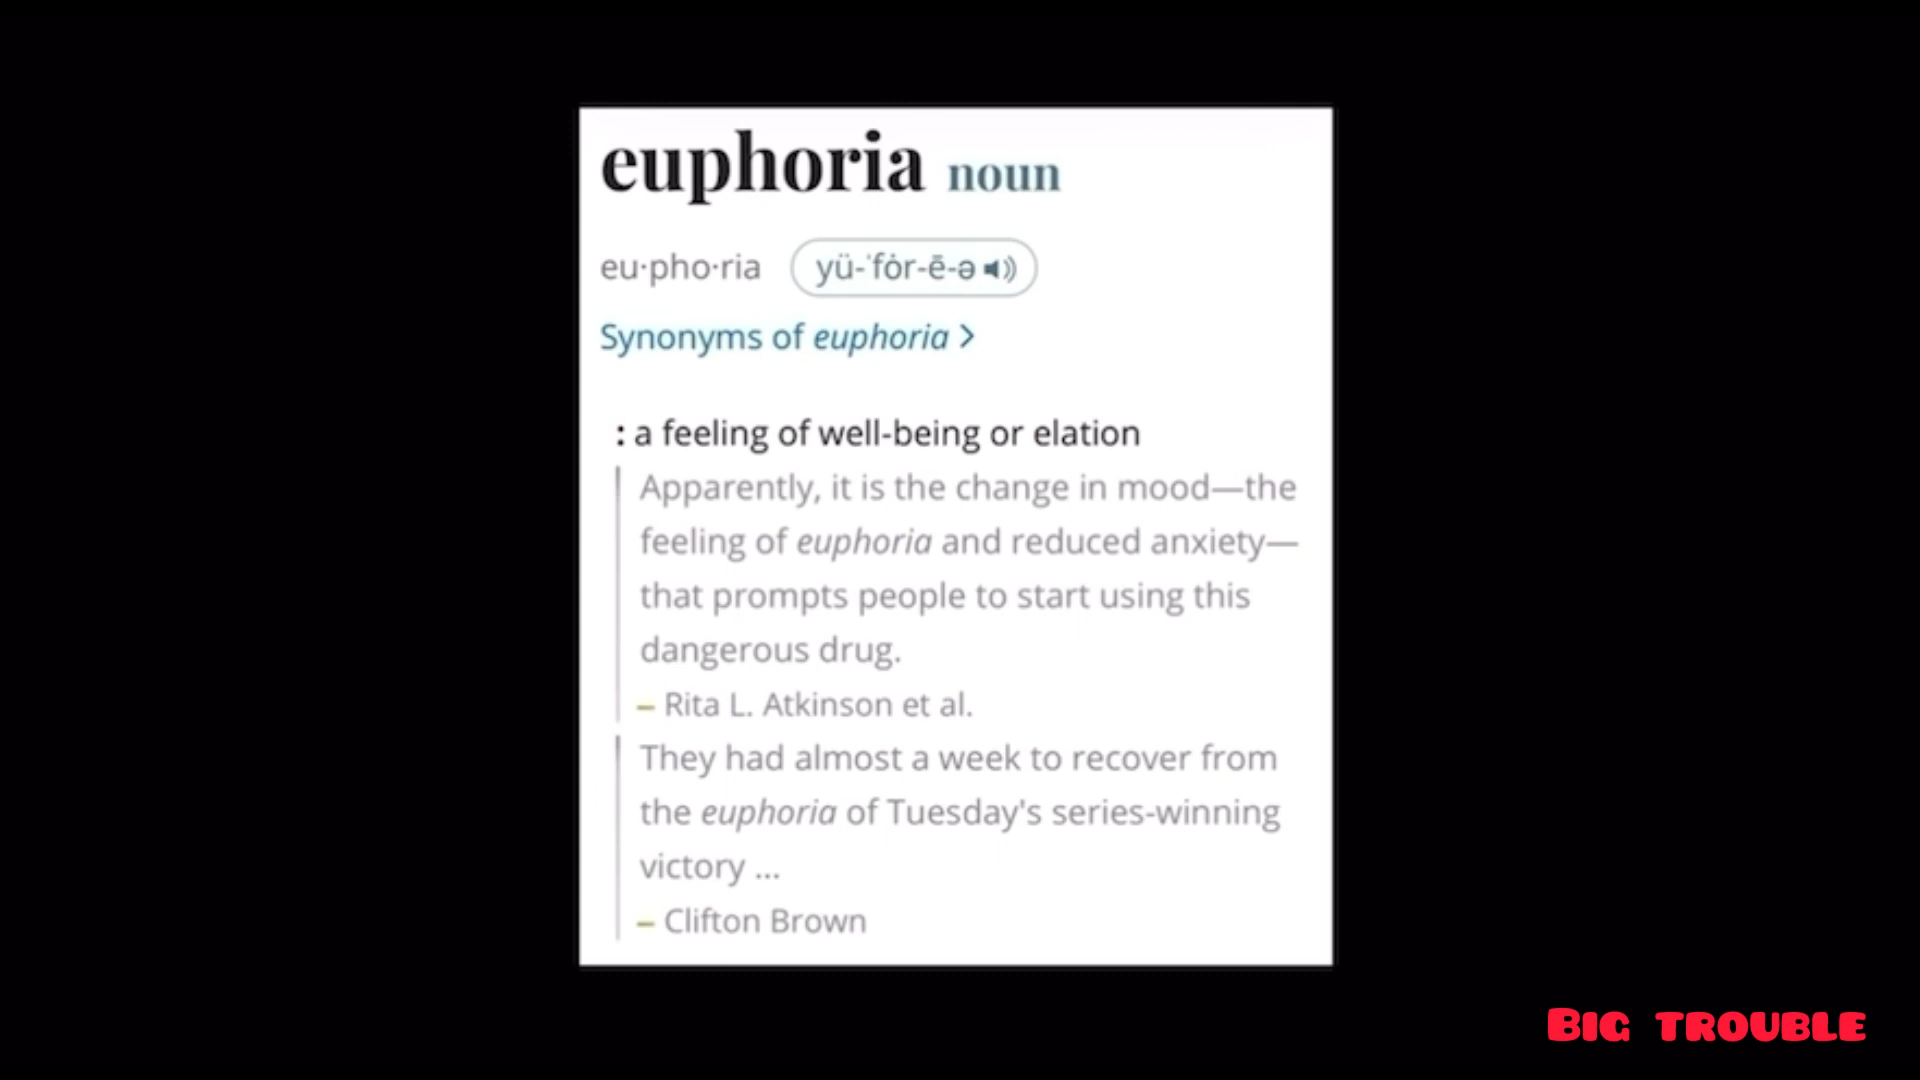 euphoria noun
eu·pho·ria yü-ˈfȯr-ē-ə
Synonyms of euphoria >
: a feeling of well-being or elation
Apparently, it is the change in mood—the
feeling of euphoria and reduced anxiety—
that prompts people to start using this
dangerous drug.
– Rita L. Atkinson et al.
They had almost a week to recover from
the euphoria of Tuesday's series-winning
victory ...
– Clifton Brown
BIG TROUBLE